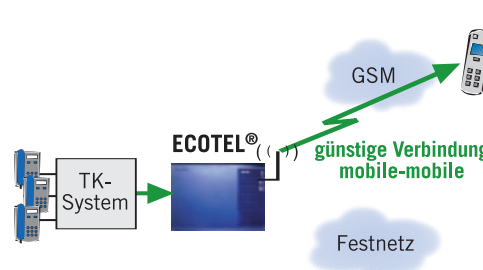 GSM
ECOTEL®
((
))
günstige Verbindung
mobile-mobile
TK-
System
Festnetz